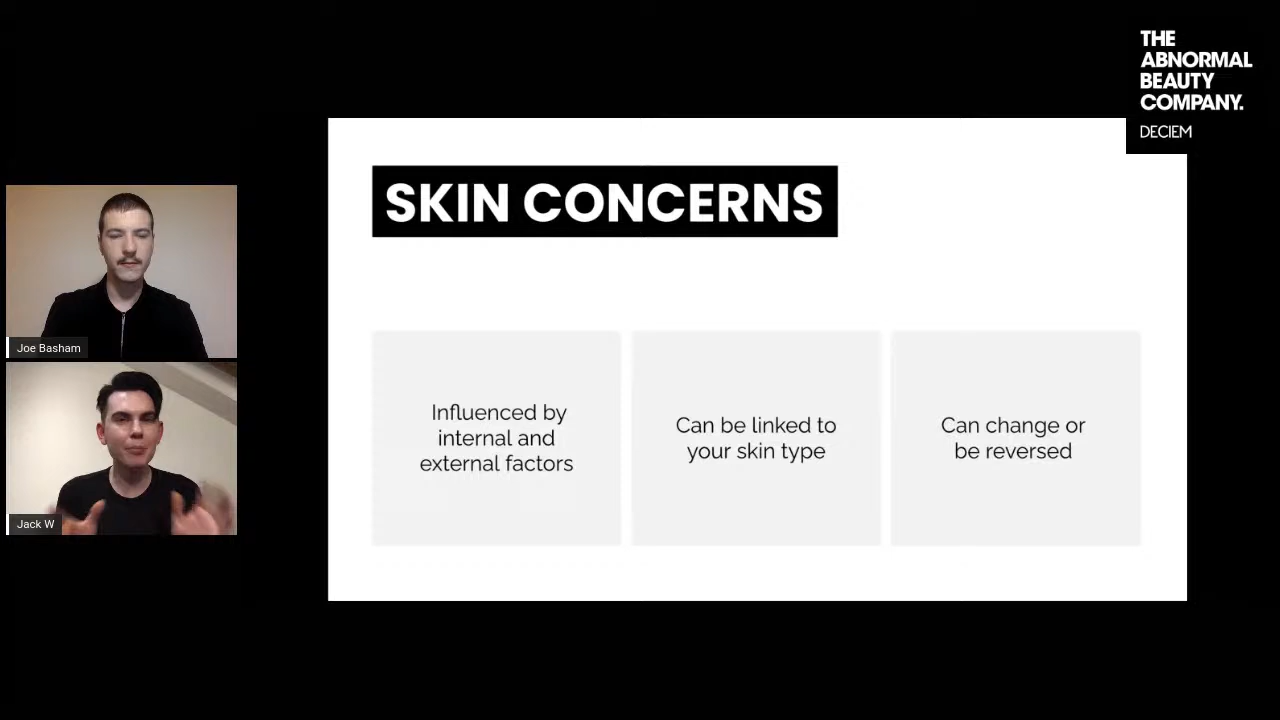 THE
ABNORMAL
BEAUTY
COMPANY.
DECIEM
SKIN CONCERNS
Influenced by
internal and
external factors
Can be linked to
your skin type
Can change or
be reversed
Joe Basham
Jack W